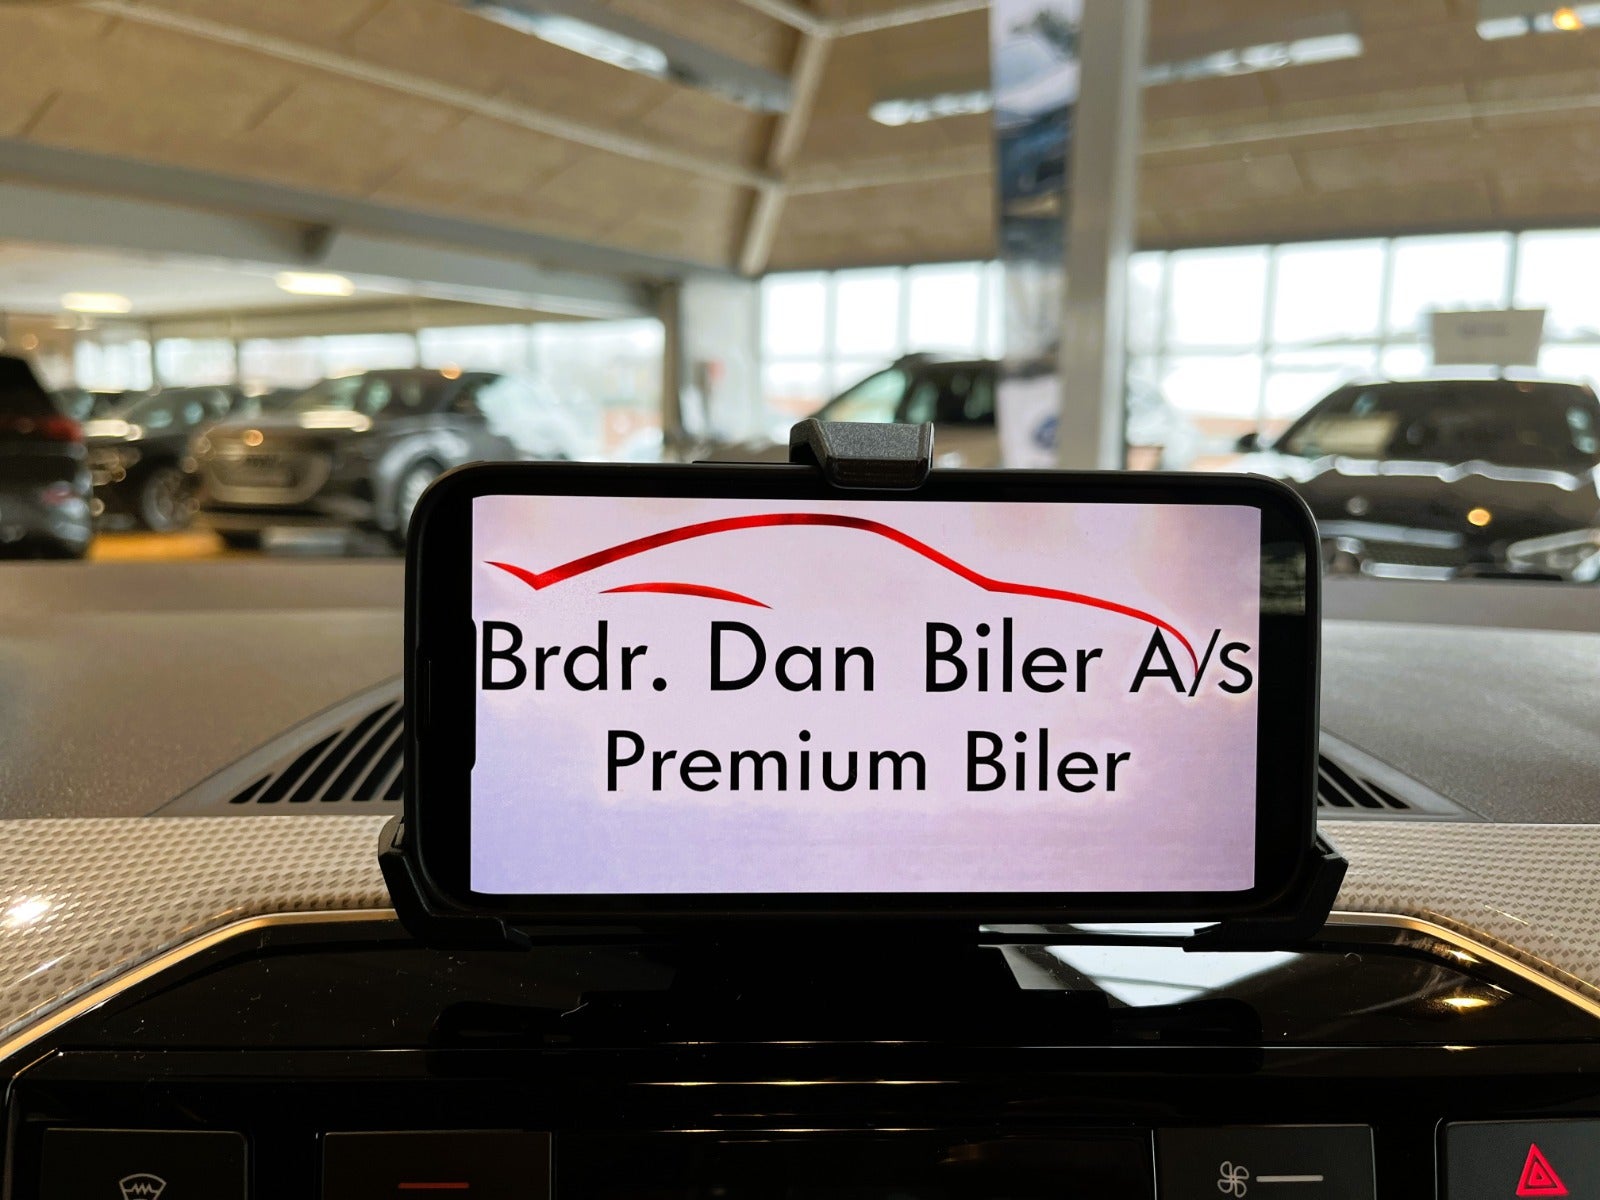 Brdr. Dan Biler A/s
Premium Biler